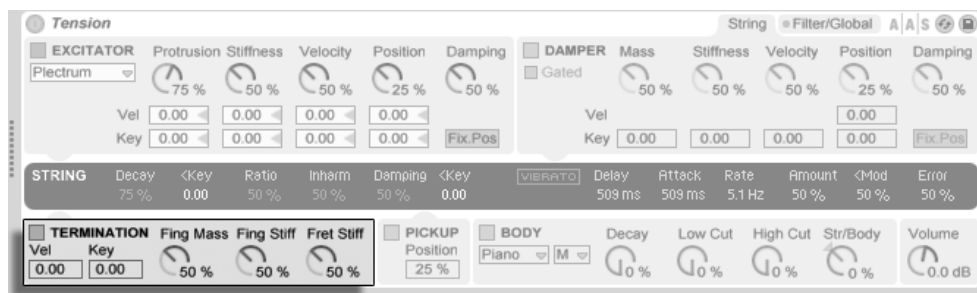 Tension String Filter/Global A A S
EXCITATOR Protrusion Stiffness Velocity Position Damping
Plectrum 75 % 50 % 50 % 25 % 50 %
Vel 0.00 0.00 0.00 0.00
Key 0.00 0.00 0.00 0.00 Fix.Pos
DAMPER Mass Stiffness Velocity Position Damping
Gated 50 % 50 % 50 % 25 % 50 %
Vel 0.00
Key 0.00 0.00 0.00 0.00 Fix.Pos
STRING Decay <Key Ratio Inharm Damping <Key VIBRATO Delay Attack Rate Amount <Mod Error
75 % 0.00 50 % 50 % 50 % 0.00 509 ms 509 ms 5.1 Hz 50 % 50 % 50 %
TERMINATION Fing Mass Fing Stiff Fret Stiff
Vel Key
0.00 0.00 50 % 50 % 50 %
PICKUP
Position
25 %
BODY Decay Low Cut High Cut Str/Body Volume
Piano M 0 % 0 % 0 % 0 % 0.0 dB